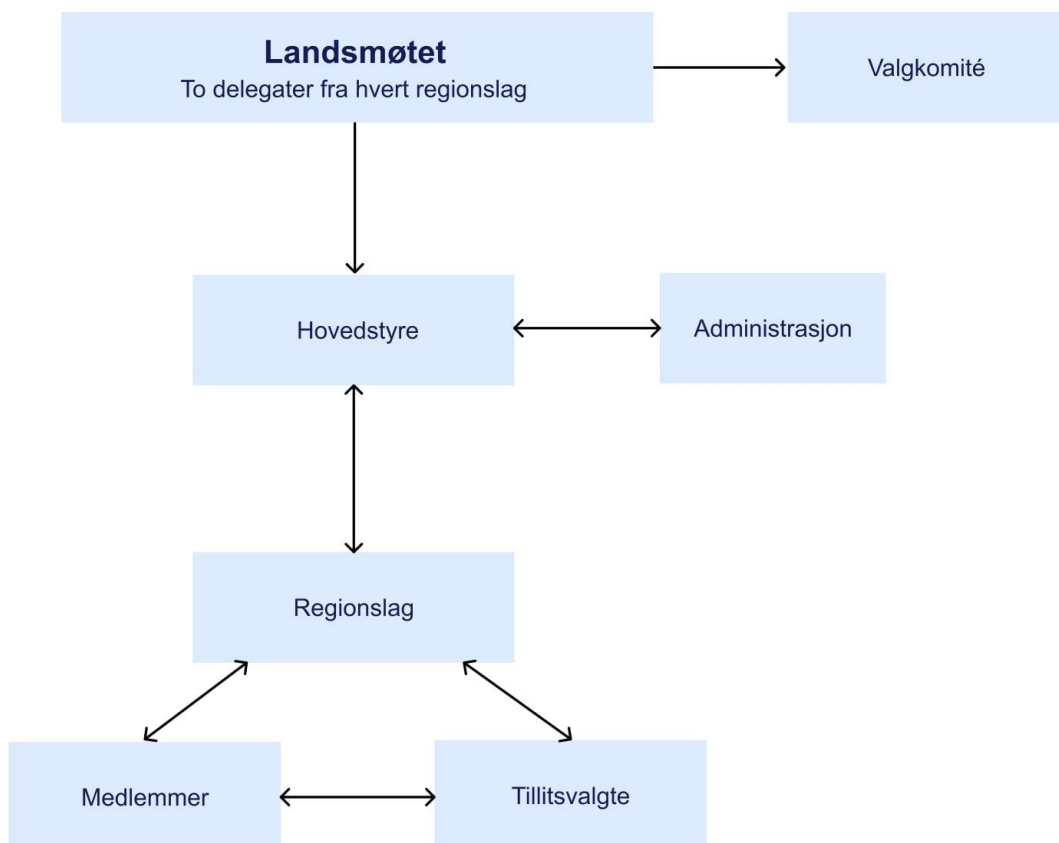 Landsmøtet
To delegater fra hvert regionslag
Valgkomité
Hovedstyre
Administrasjon
Regionslag
Medlemmer
Tillitsvalgte